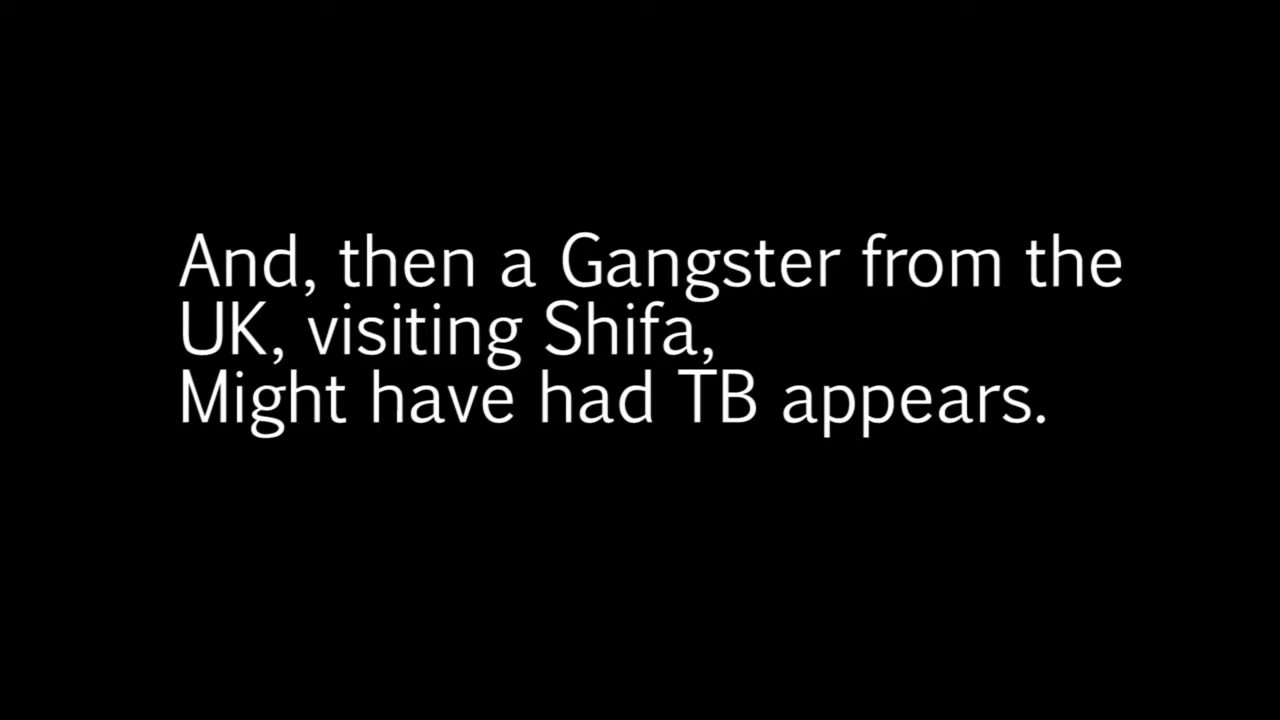 And, then a Gangster from the
UK, visiting Shifa,
Might have had TB appears.